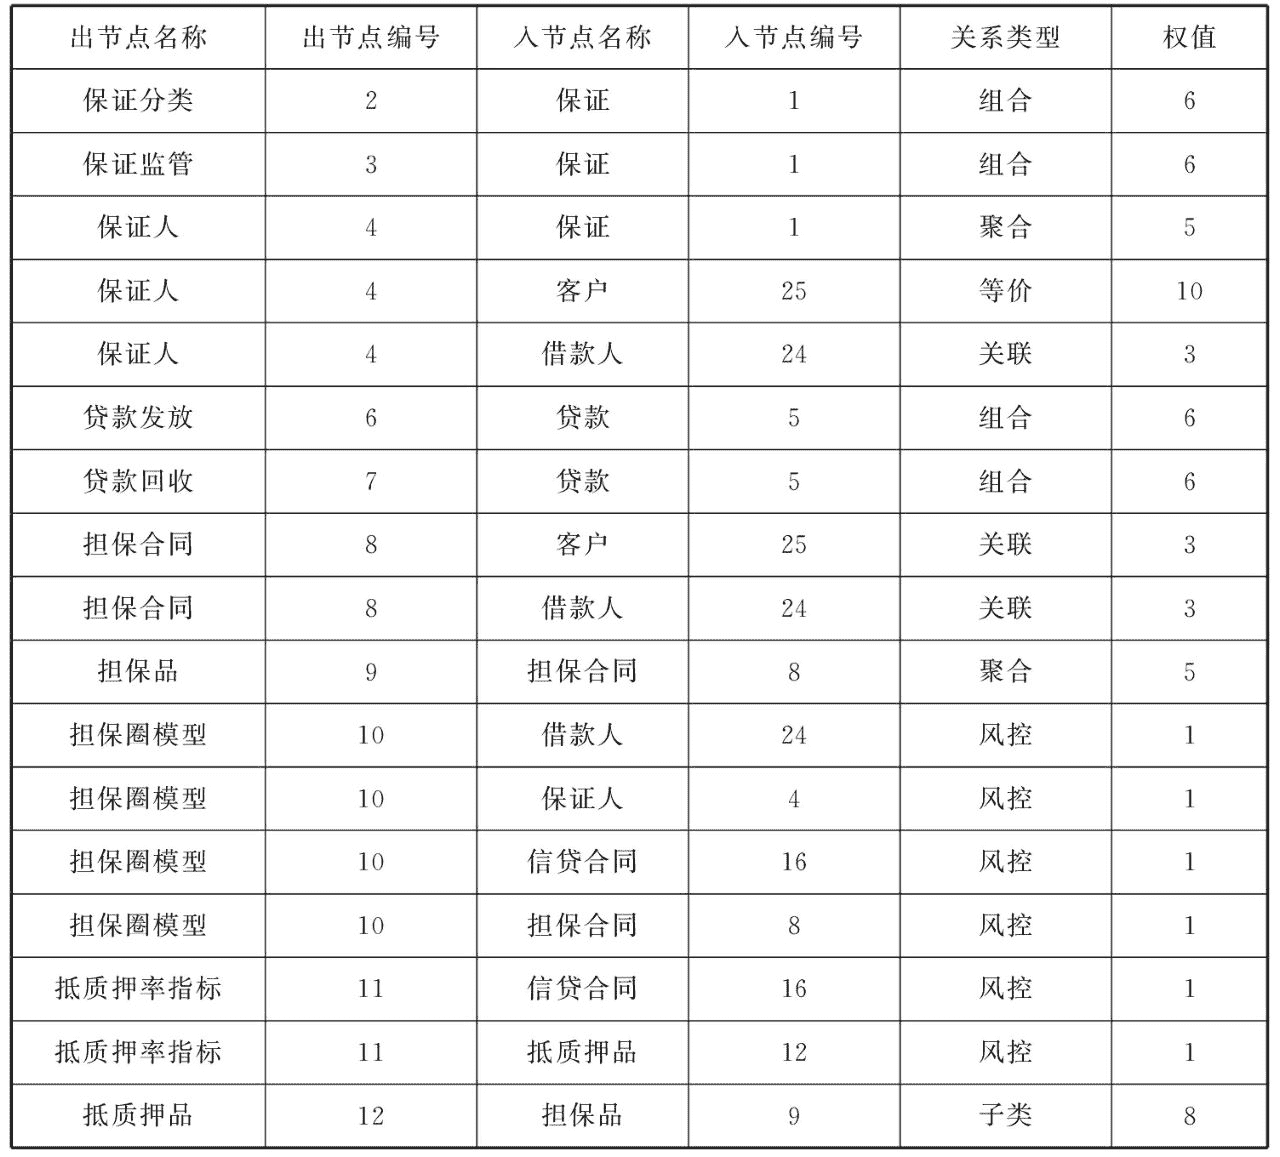 出节点名称 出节点编号 入节点名称 入节点编号 关系类型 权值
保证分类 2 保证 1 组合 6
保证监管 3 保证 1 组合 6
保证人 4 保证 1 聚合 5
保证人 4 客户 25 等价 10
保证人 4 借款人 24 关联 3
贷款发放 6 贷款 5 组合 6
贷款回收 7 贷款 5 组合 6
担保合同 8 客户 25 关联 3
担保合同 8 借款人 24 关联 3
担保品 9 担保合同 8 聚合 5
担保圈模型 10 借款人 24 风控 1
担保圈模型 10 保证人 4 风控 1
担保圈模型 10 信贷合同 16 风控 1
担保圈模型 10 担保合同 8 风控 1
抵质押率指标 11 信贷合同 16 风控 1
抵质押率指标 11 抵质押品 12 风控 1
抵质押品 12 担保品 9 子类 8